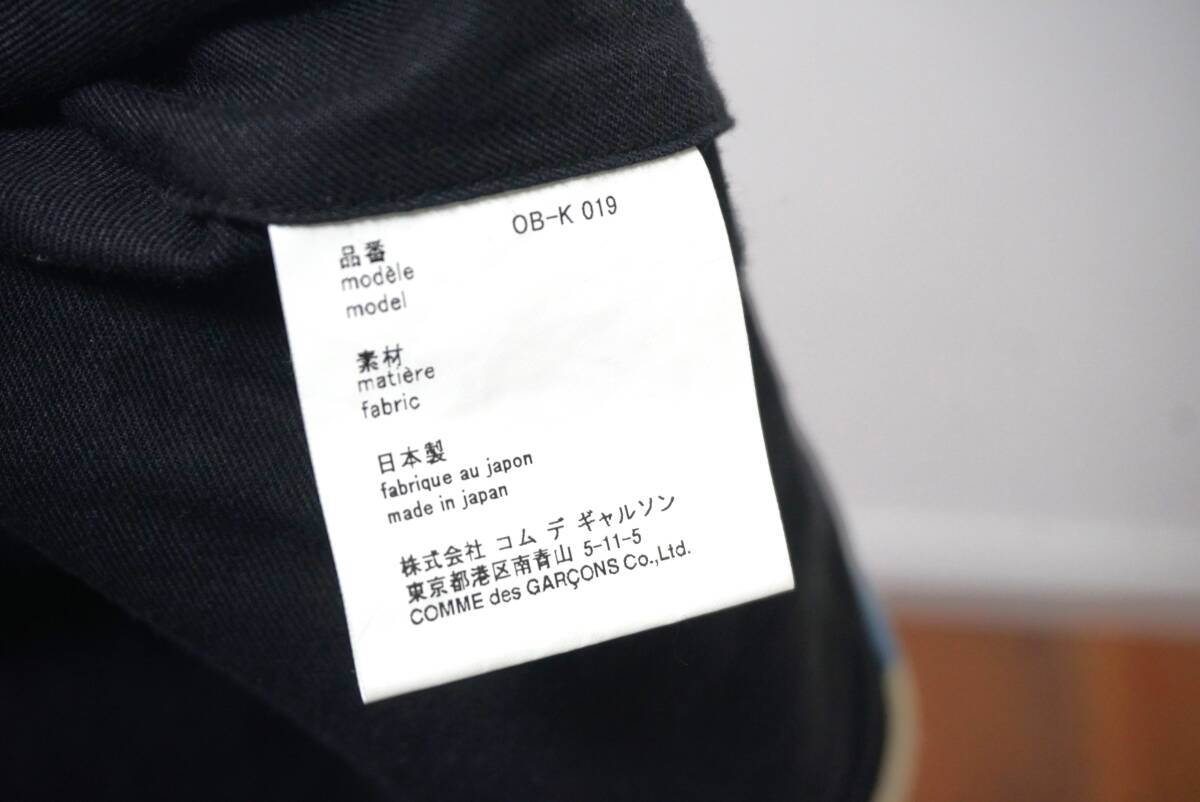 OB-K 019
品番
modèle
model
素材
matière
fabric
日本製
fabrique au japon
made in japan
株式会社 コム デ ギャルソン
東京都港区南青山 5-11-5
COMME des GARÇONS Co.,Ltd.